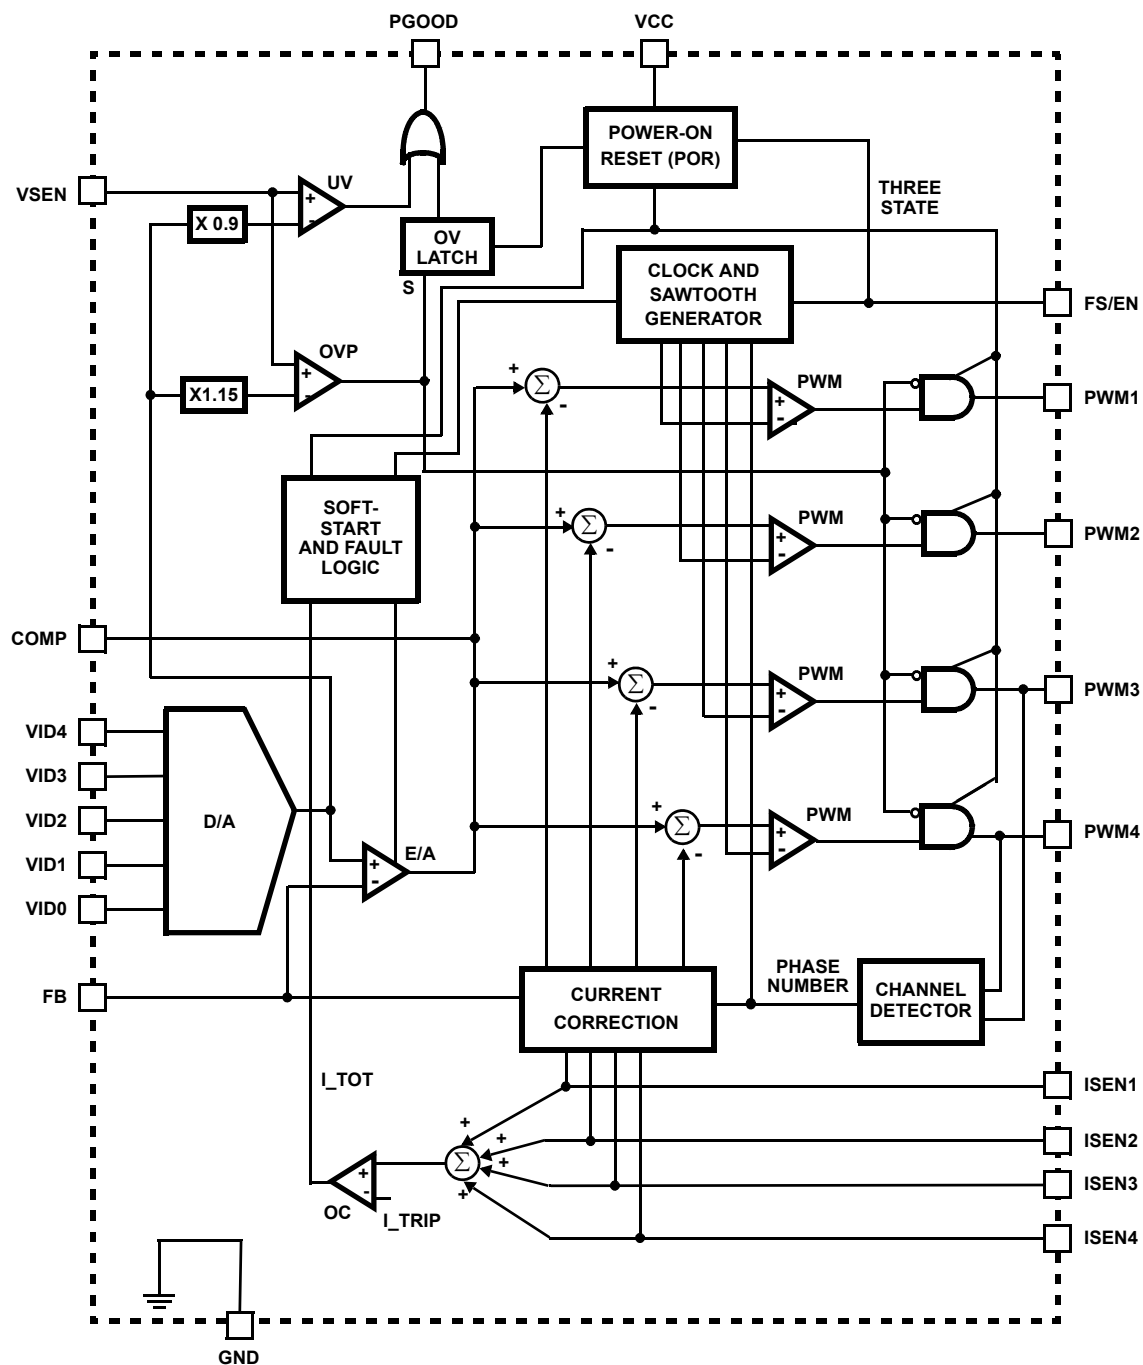 PGOOD
VCC
POWER-ON
RESET (POR)
VSEN
+
UV
-
X 0.9
THREE
STATE
OV
LATCH
S
CLOCK AND
SAWTOOTH
GENERATOR
FS/EN
OVP
+
-
X1.15
+
Σ
-
PWM
+
-
PWM1
SOFT-
START
AND FAULT
LOGIC
+
Σ
-
PWM
+
-
PWM2
COMP
+
Σ
-
PWM
+
-
PWM3
VID4
VID3
VID2
VID1
VID0
D/A
+
Σ
-
PWM
+
-
PWM4
E/A
+
-
FB
CURRENT
CORRECTION
PHASE
NUMBER
CHANNEL
DETECTOR
I_TOT
ISEN1
+
+
ISEN2
Σ
+
+
ISEN3
+
-
OC
I_TRIP
ISEN4
GND